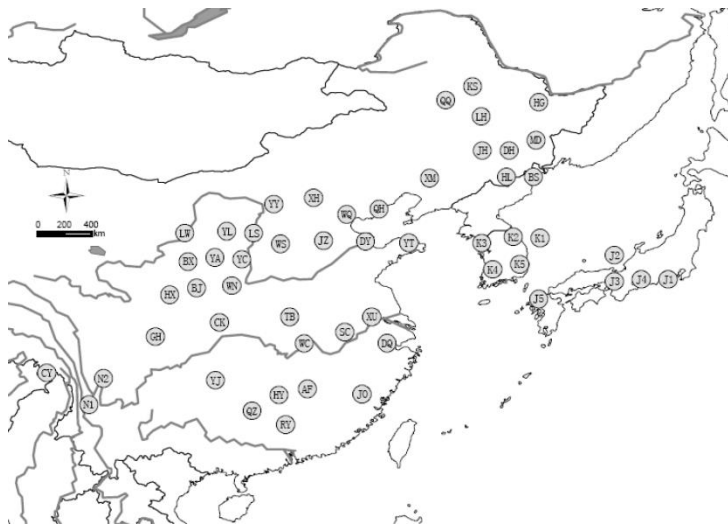 KS
QQ
HG
LH
MD
JH
DH
HL
BS
XM
N
0 200 400
km
YY
XH
WQ
QH
LW
YL
LS
WS
JZ
DY
YT
K3
K2
K1
BX
YA
YC
K4
K5
J2
HX
BJ
WN
J5
J3
J4
J1
GH
CK
TB
XU
WC
SC
DQ
CY
N2
N1
YJ
HY
AF
JO
QZ
RY